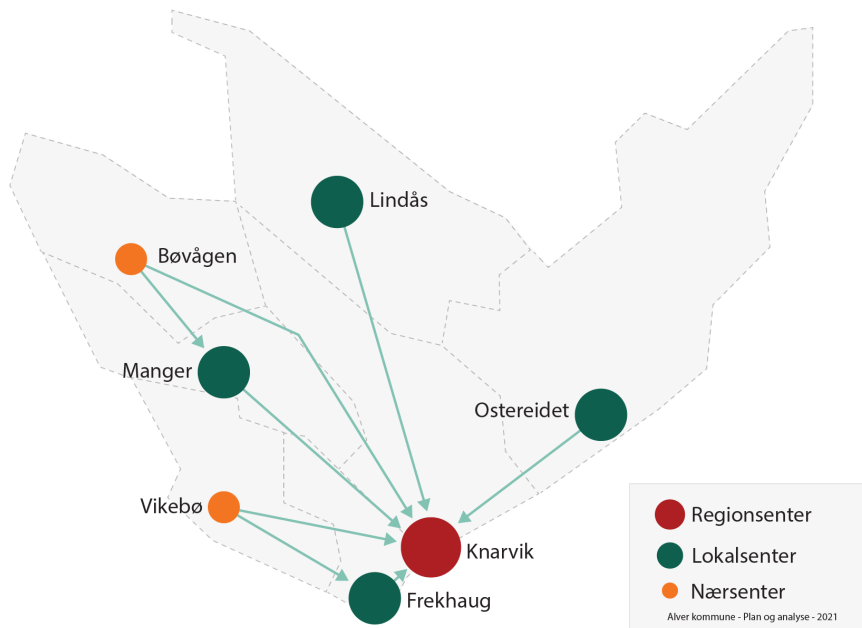 Lindås
Bøvågen
Manger
Ostereidet
Vikebø
Knarvik
Frekhaug
Regionsenter
Lokalsenter
Nærsenter
Alver kommune - Plan og analyse - 2021